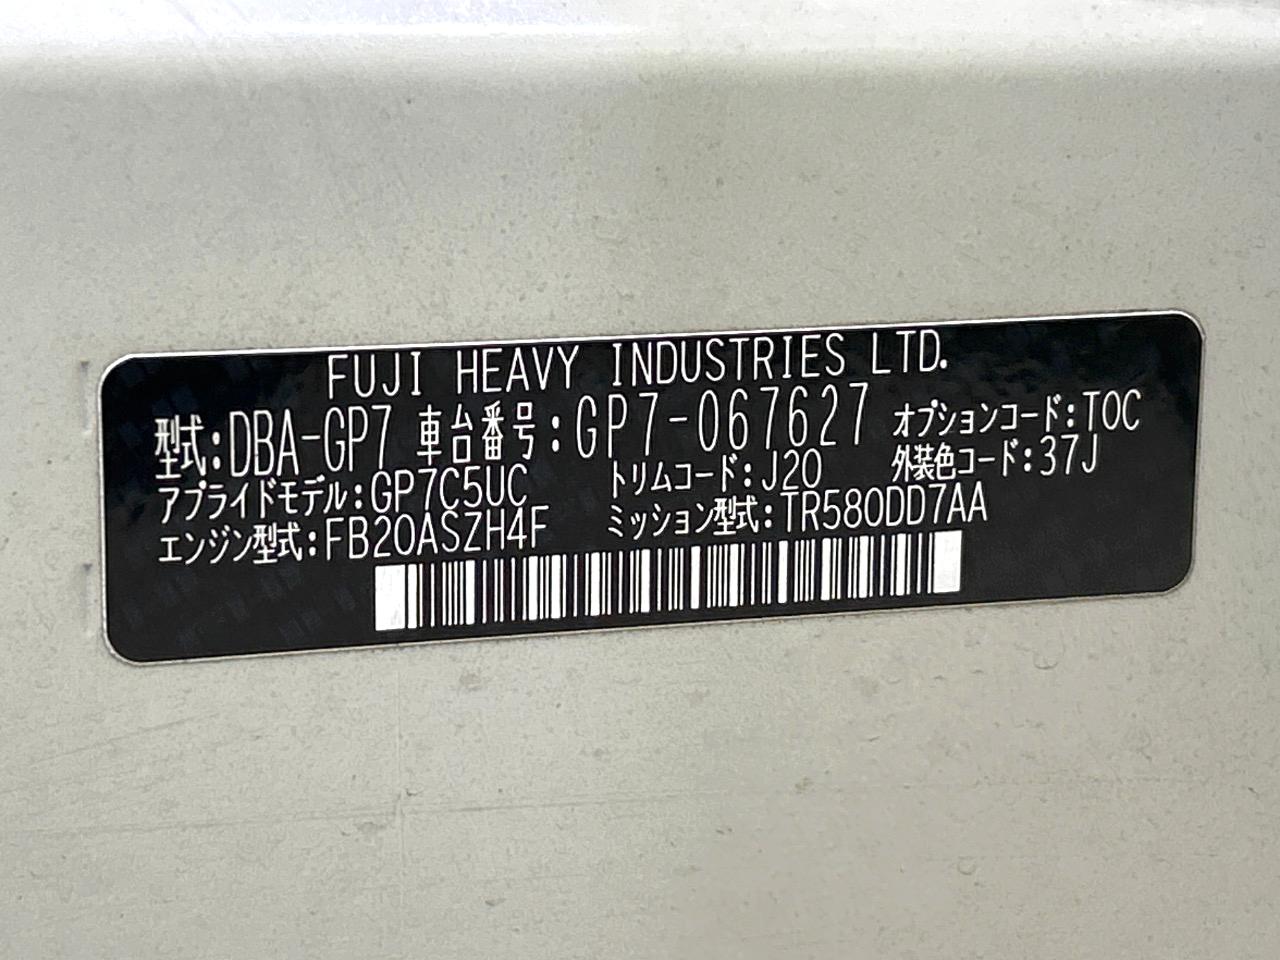 FUJI HEAVY INDUSTRIES LTD.
型式:DBA-GP7 車台番号:GP7-067627 オプションコード:TOC
アプライドモデル:GP7C5UC トリムコード:J20 外装色コード:37J
エンジン型式:FB20ASZH4F ミッション型式:TR580DD7AA